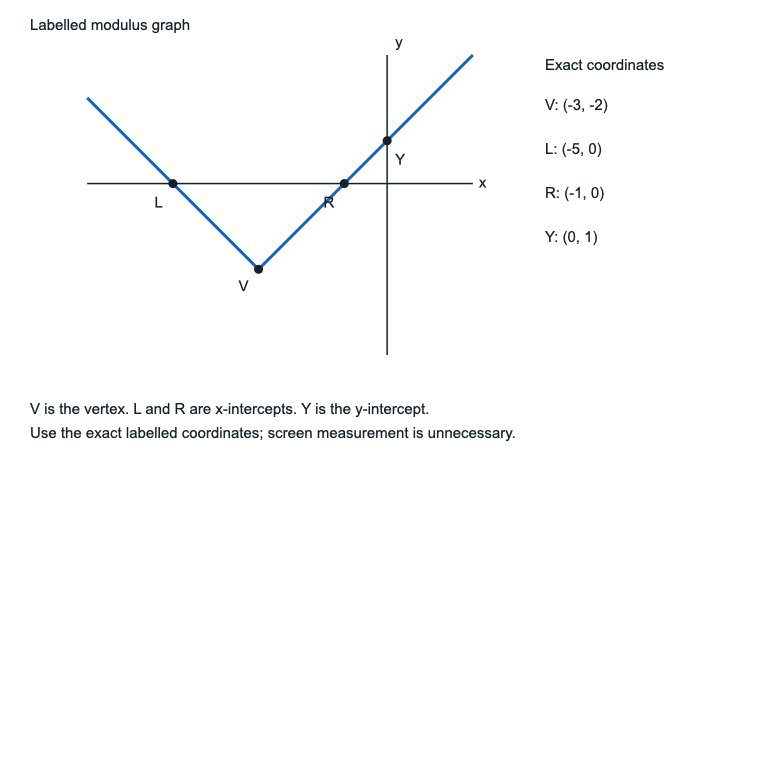 Labelled modulus graph
y
Exact coordinates
V: (-3, -2)
L: (-5, 0)
Y
x
R: (-1, 0)
L
R
Y: (0, 1)
V
V is the vertex. L and R are x-intercepts. Y is the y-intercept.
Use the exact labelled coordinates; screen measurement is unnecessary.